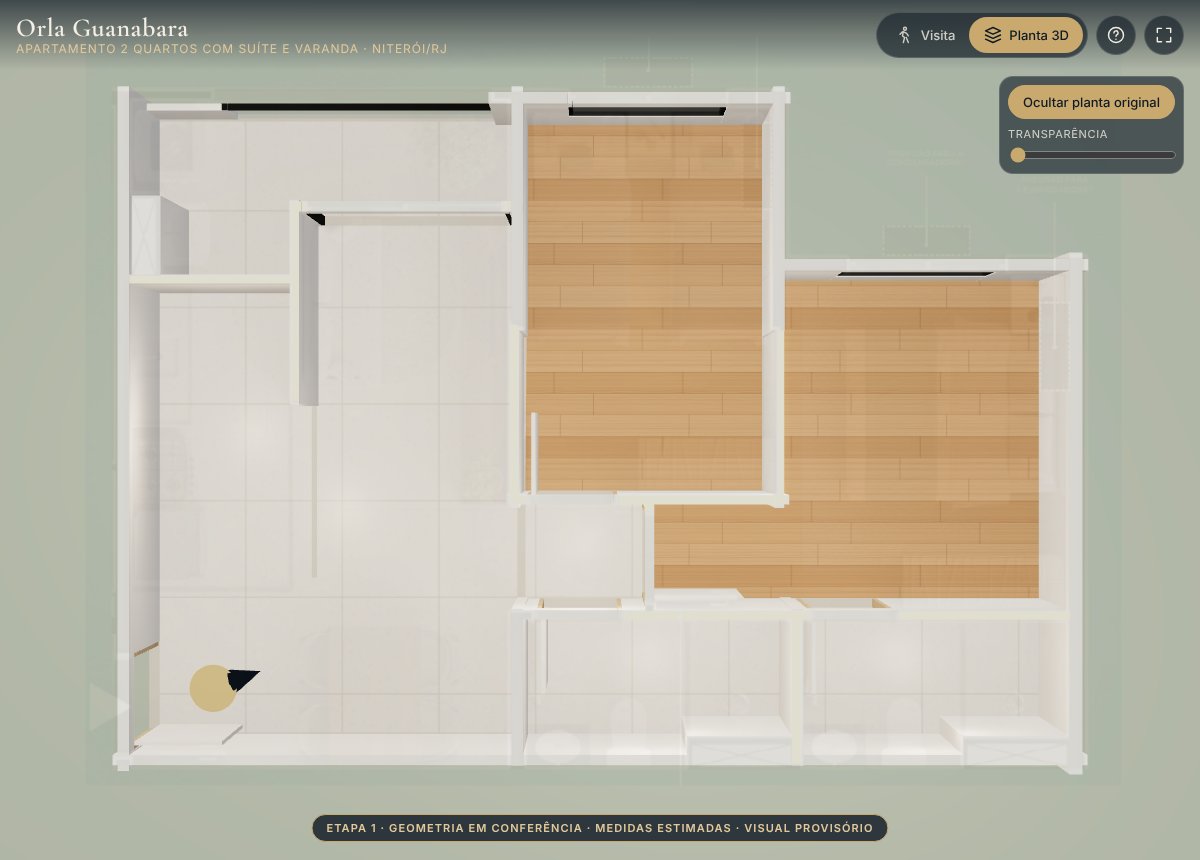 Orla Guanabara
APARTAMENTO 2 QUARTOS COM SUÍTE E VARANDA · NITERÓI/RJ
Visita
Planta 3D
Ocultar planta original
TRANSPARÊNCIA
ETAPA 1 · GEOMETRIA EM CONFERÊNCIA · MEDIDAS ESTIMADAS · VISUAL PROVISÓRIO